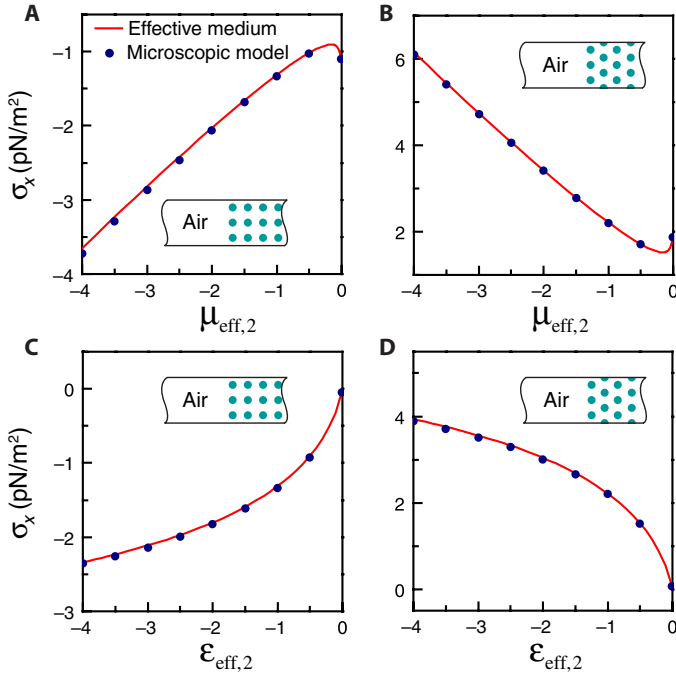 A
Effective medium
Microscopic model
−1
−2
−3
−4
σx (pN/m²)
Air
−4 −3 −2 −1 0
μeff,2
B
6
4
2
Air
−4 −3 −2 −1 0
μeff,2
C
0
−1
−2
−3
σx (pN/m²)
Air
−4 −3 −2 −1 0
εeff,2
D
6
4
2
0
Air
−4 −3 −2 −1 0
εeff,2